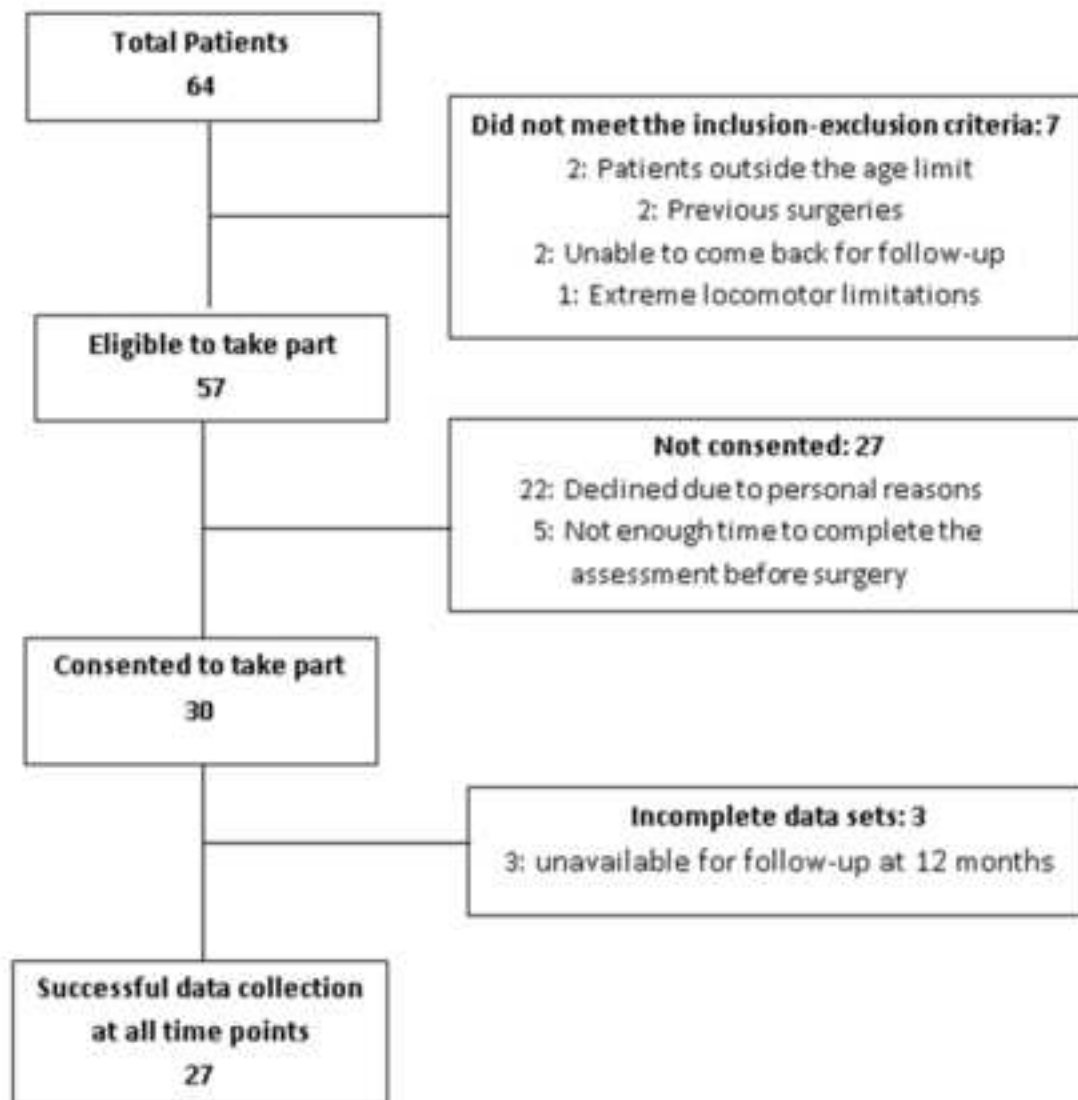 Total Patients
64
Did not meet the inclusion-exclusion criteria: 7
2: Patients outside the age limit
2: Previous surgeries
2: Unable to come back for follow-up
1: Extreme locomotor limitations
Eligible to take part
57
Not consented: 27
22: Declined due to personal reasons
5: Not enough time to complete the
assessment before surgery
Consented to take part
30
Incomplete data sets: 3
3: unavailable for follow-up at 12 months
Successful data collection
at all time points
27